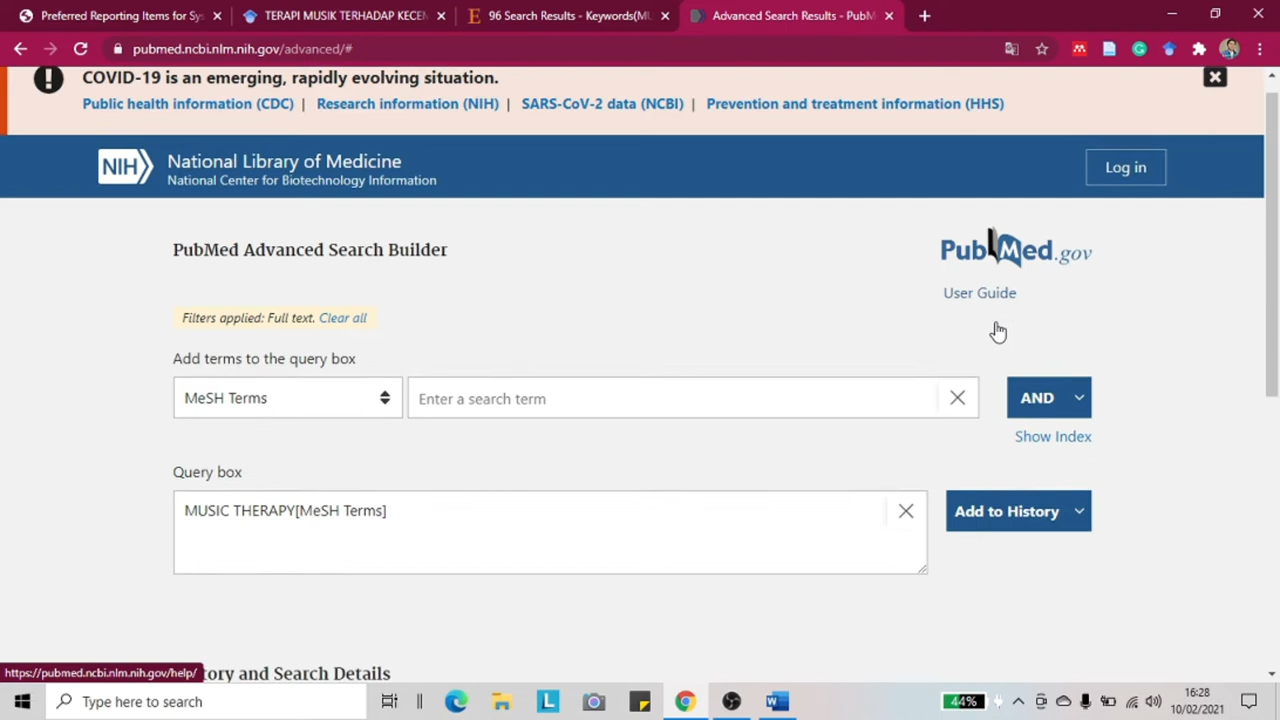 Preferred Reporting Items for Sys
TERAPI MUSIK TERHADAP KECEM
96 Search Results - Keywords(MU
Advanced Search Results - PubM
pubmed.ncbi.nlm.nih.gov/advanced/#
COVID-19 is an emerging, rapidly evolving situation.
Public health information (CDC) | Research information (NIH) | SARS-CoV-2 data (NCBI) | Prevention and treatment information (HHS)
NIH National Library of Medicine
National Center for Biotechnology Information
Log in
PubMed Advanced Search Builder
PubMed.gov
User Guide
Filters applied: Full text. Clear all
Add terms to the query box
MeSH Terms
Enter a search term
AND
Show Index
Query box
MUSIC THERAPY[MeSH Terms]
Add to History
https://pubmed.ncbi.nlm.nih.gov/help/
tory and Search Details
Type here to search
44%
16:28
10/02/2021